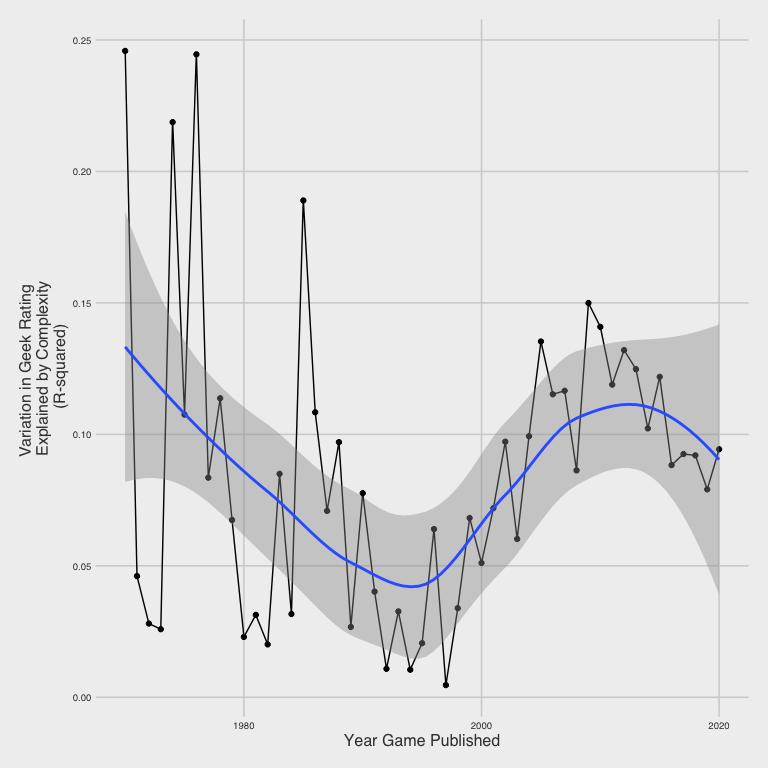 0.25
0.20
0.15
0.10
0.05
0.00
Variation in Geek Rating
Explained by Complexity
(R-squared)
1980
2000
2020
Year Game Published